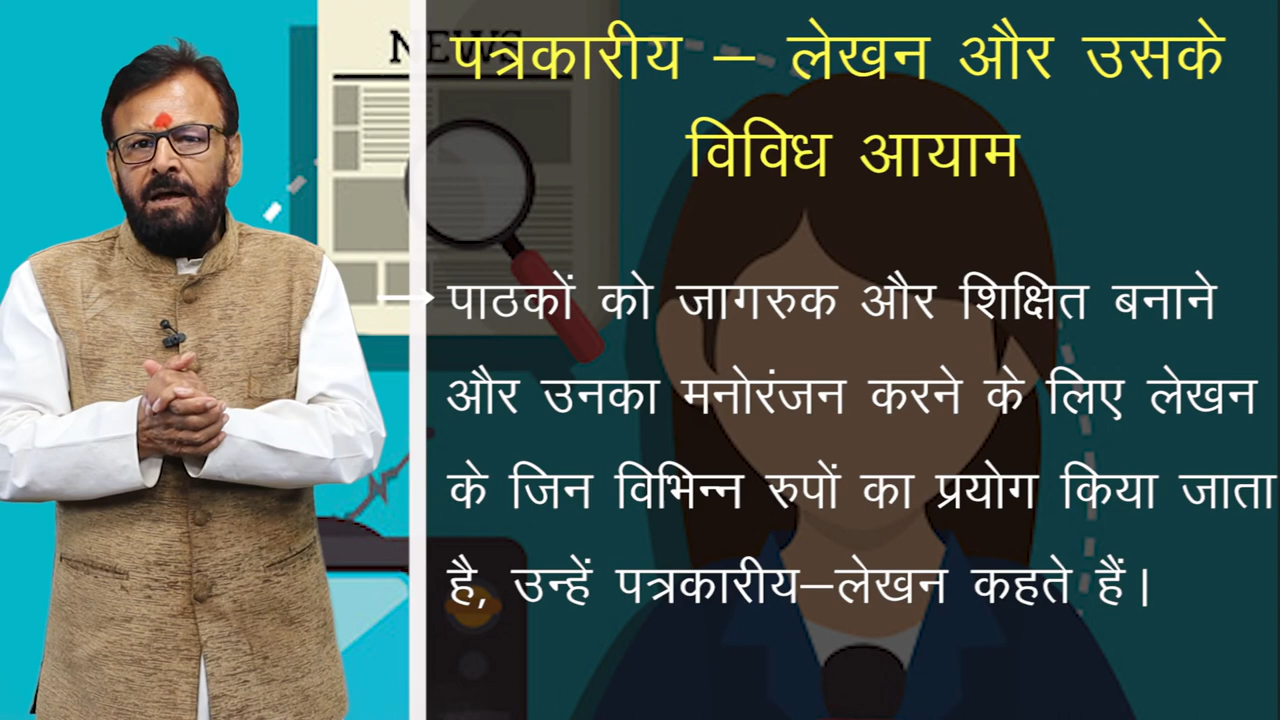 NEWS
पत्रकारीय – लेखन और उसके
विविध आयाम
पाठकों को जागरुक और शिक्षित बनाने
और उनका मनोरंजन करने के लिए लेखन
के जिन विभिन्न रुपों का प्रयोग किया जाता
है, उन्हें पत्रकारीय–लेखन कहते हैं।